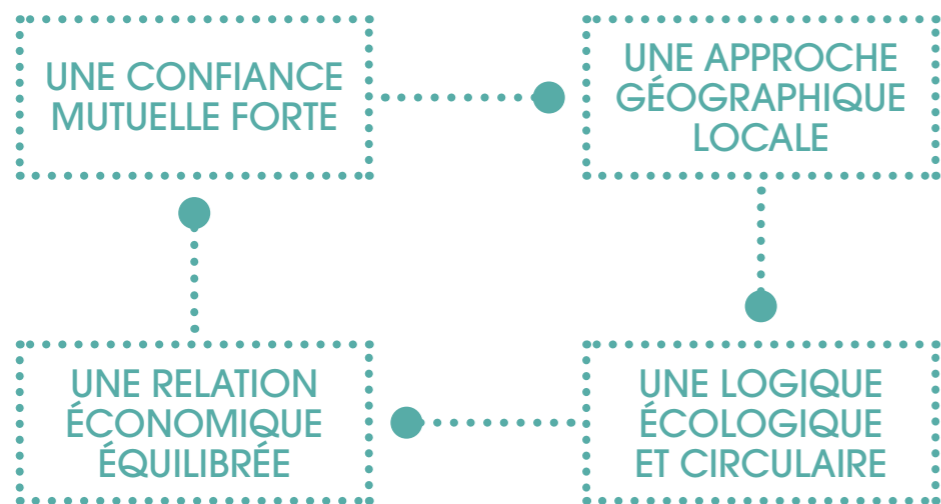 UNE CONFIANCE
MUTUELLE FORTE
UNE APPROCHE
GÉOGRAPHIQUE
LOCALE
UNE RELATION
ÉCONOMIQUE
ÉQUILIBRÉE
UNE LOGIQUE
ÉCOLOGIQUE
ET CIRCULAIRE